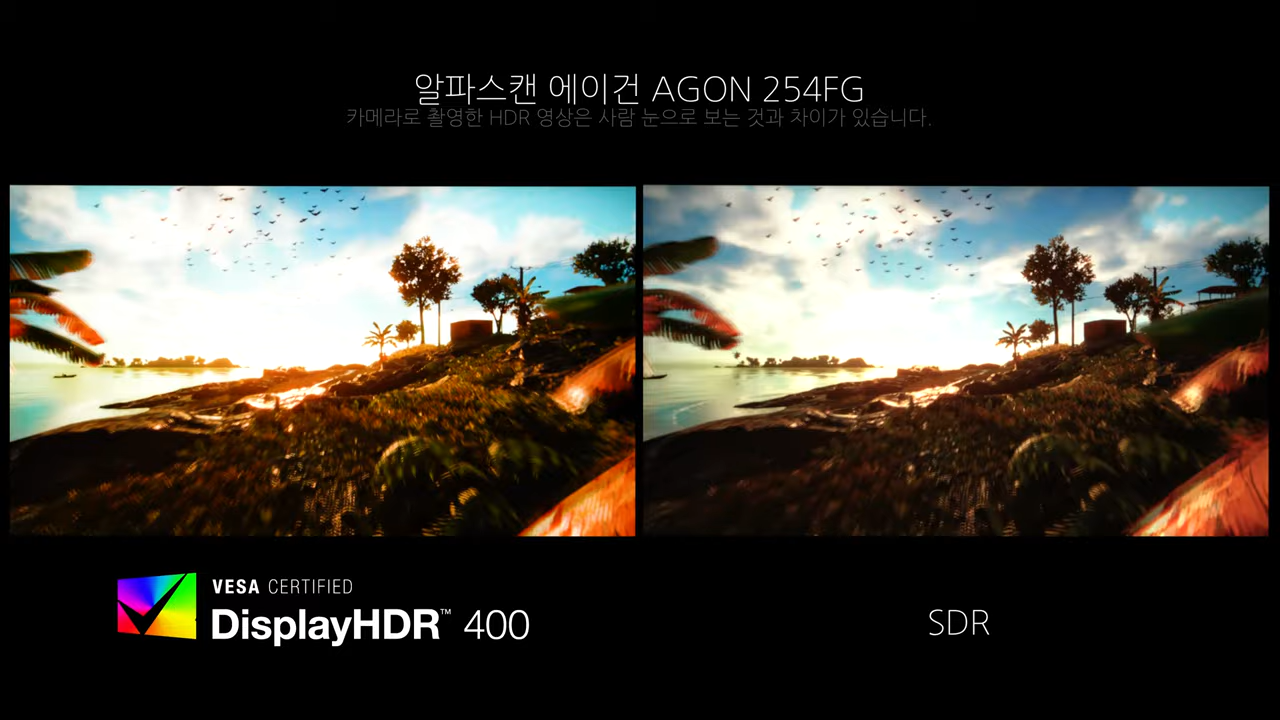 알파스캔 에이건 AGON 254FG
카메라로 촬영한 HDR 영상은 사람 눈으로 보는 것과 차이가 있습니다.
VESA CERTIFIED
DisplayHDR™ 400
SDR